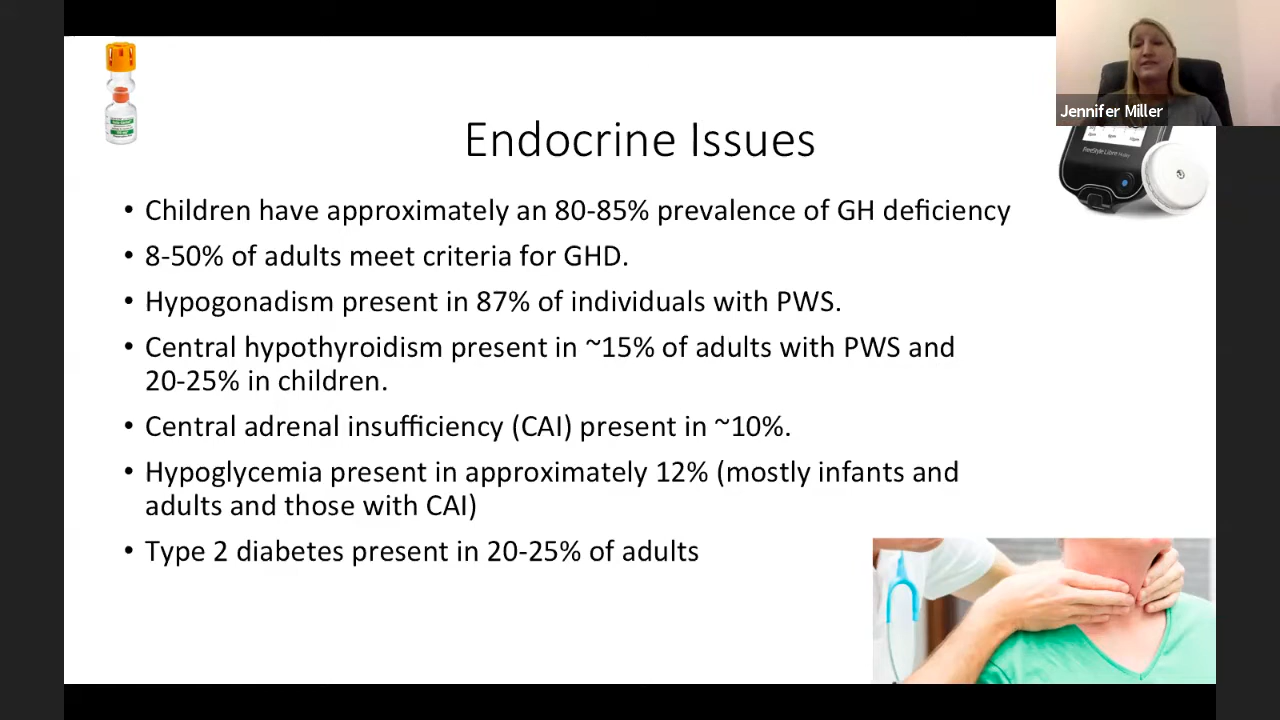 Jennifer Miller
FreeStyle Libre
Endocrine Issues
• Children have approximately an 80-85% prevalence of GH deficiency
• 8-50% of adults meet criteria for GHD.
• Hypogonadism present in 87% of individuals with PWS.
• Central hypothyroidism present in ~15% of adults with PWS and
20-25% in children.
• Central adrenal insufficiency (CAI) present in ~10%.
• Hypoglycemia present in approximately 12% (mostly infants and
adults and those with CAI)
• Type 2 diabetes present in 20-25% of adults